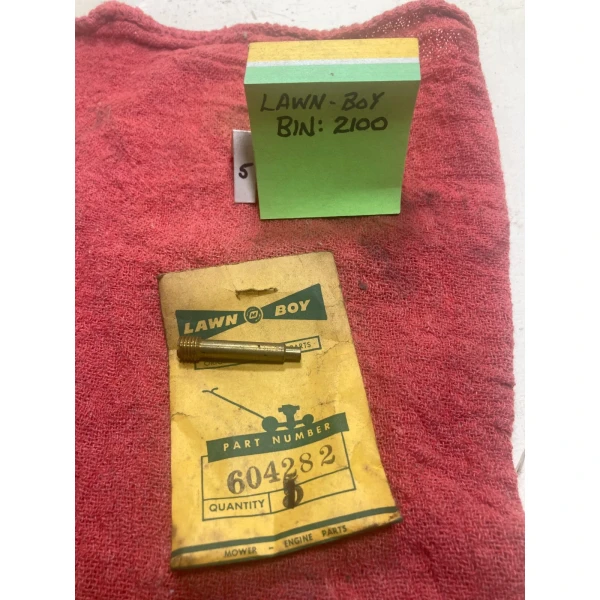 LAWN-BOY
BIN: 2100
5
LAWN BOY
PARTS
PART NUMBER
604282
QUANTITY
MOWER - ENGINE PARTS